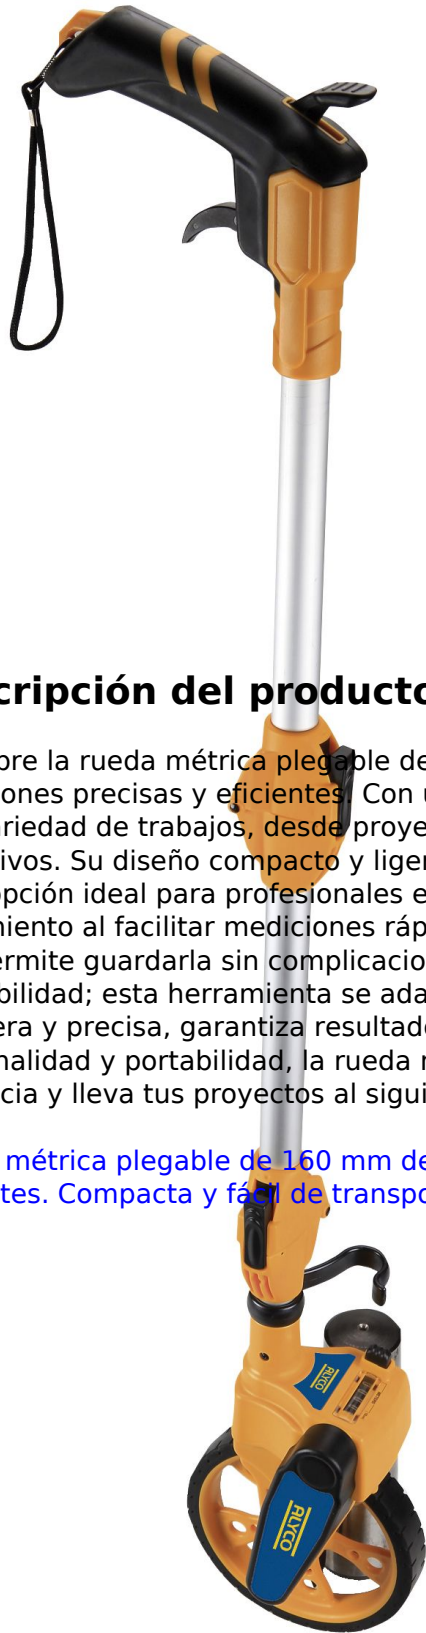 cripción del producto
bre la rueda métrica plegable de
ones precisas y eficientes. Con u
ariedad de trabajos, desde proye
ivos. Su diseño compacto y liger
opción ideal para profesionales e
miento al facilitar mediciones ráp
ermite guardarla sin complicacio
bilidad; esta herramienta se ada
era y precisa, garantiza resultado
nalidad y portabilidad, la rueda r
cia y lleva tus proyectos al sigui
métrica plegable de 160 mm de
tes. Compacta y fácil de transpo
ALYCO
ALYCO